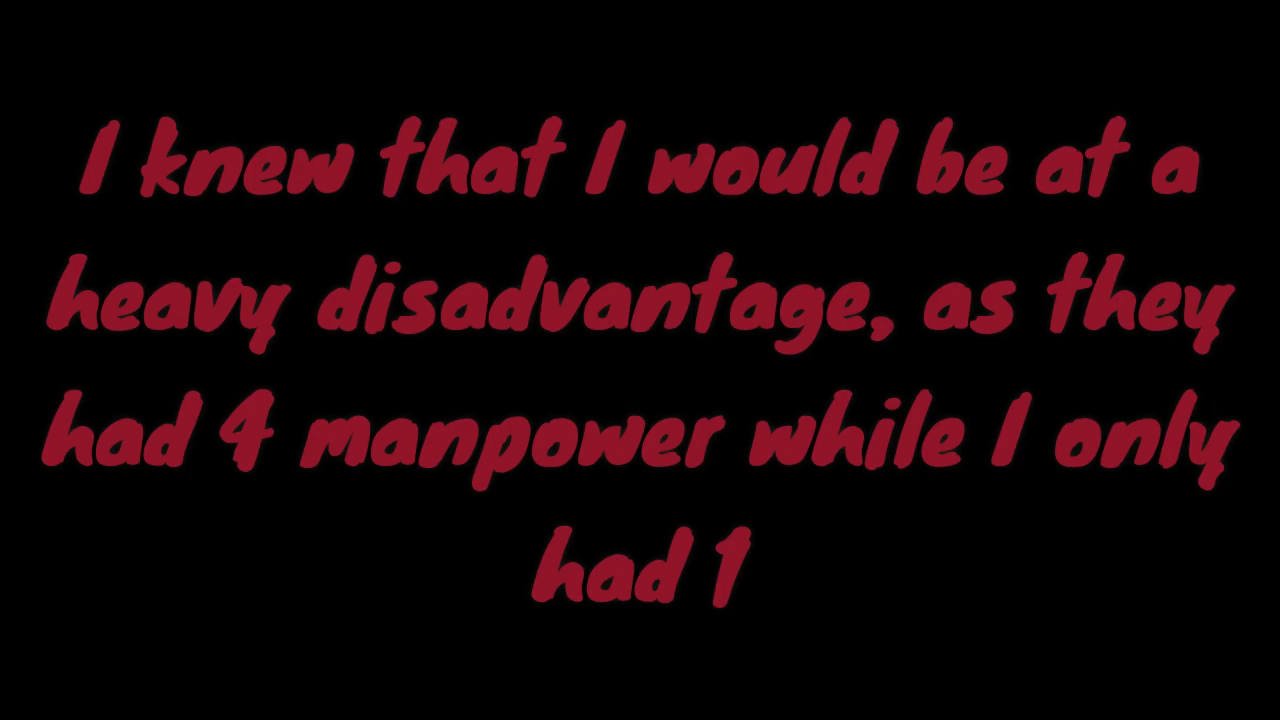 I knew that I would be at a
heavy disadvantage, as they
had 4 manpower while I only
had 1